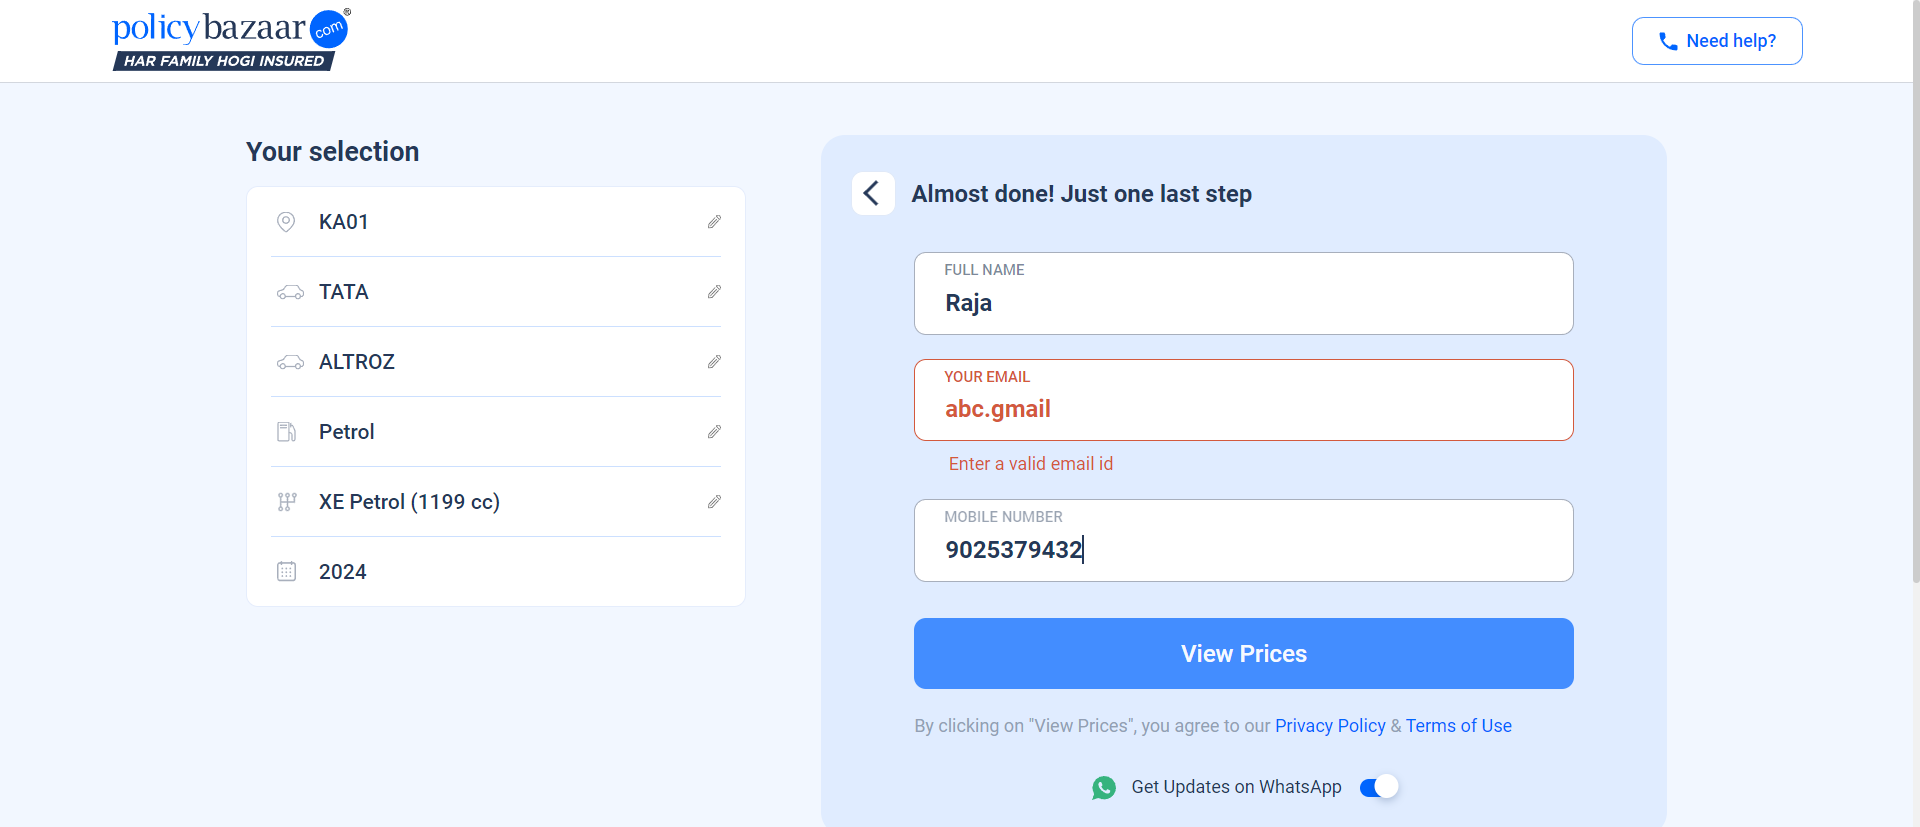 policybazaar.com®
HAR FAMILY HOGI INSURED
Need help?
Your selection
KA01
TATA
ALTROZ
Petrol
XE Petrol (1199 cc)
2024
Almost done! Just one last step
FULL NAME
Raja
YOUR EMAIL
abc.gmail
Enter a valid email id
MOBILE NUMBER
9025379432
View Prices
By clicking on "View Prices", you agree to our Privacy Policy & Terms of Use
Get Updates on WhatsApp